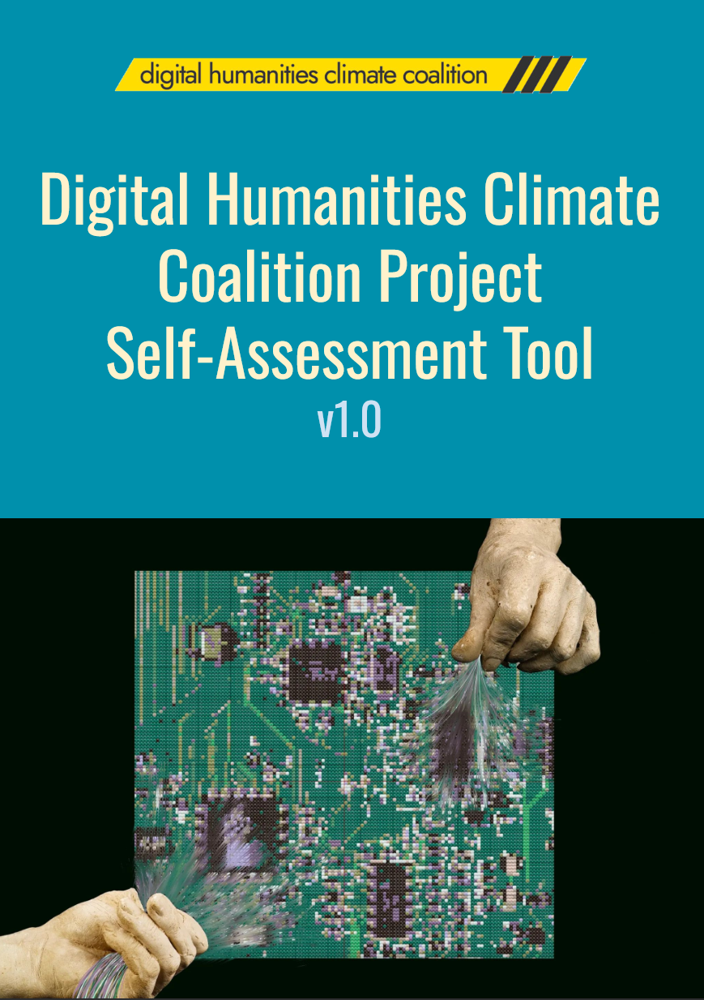 digital humanities climate coalition
Digital Humanities Climate
Coalition Project
Self-Assessment Tool
v1.0